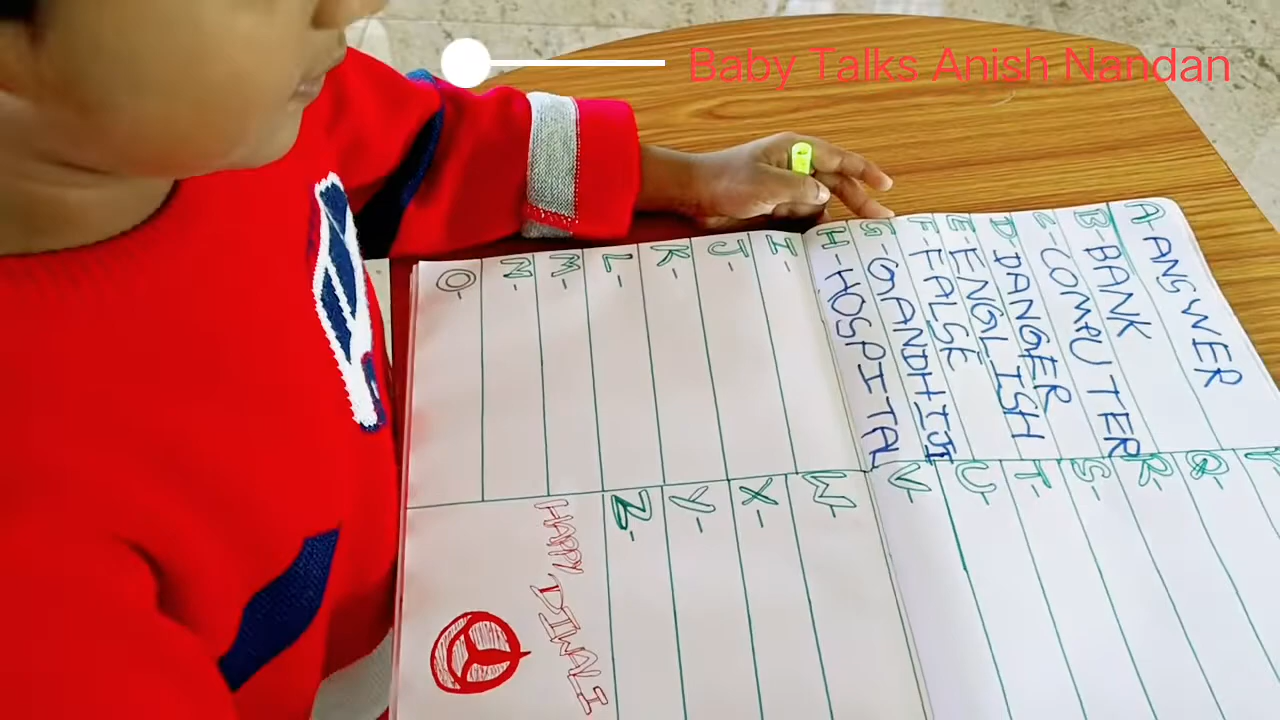 Baby Talks Anish Nandan
A-ANSWER
B BANK
C-COMPUTER
D-DANGER
E-ENGLISH
F-FALSE
G-GANDHIJI
H-HOSPITAL
I-
J-
K-
L-
M-
N-
O-
Q-
R-
S-
T-
U-
V-
W-
X-
Y-
Z-
HAPPY DIWALI